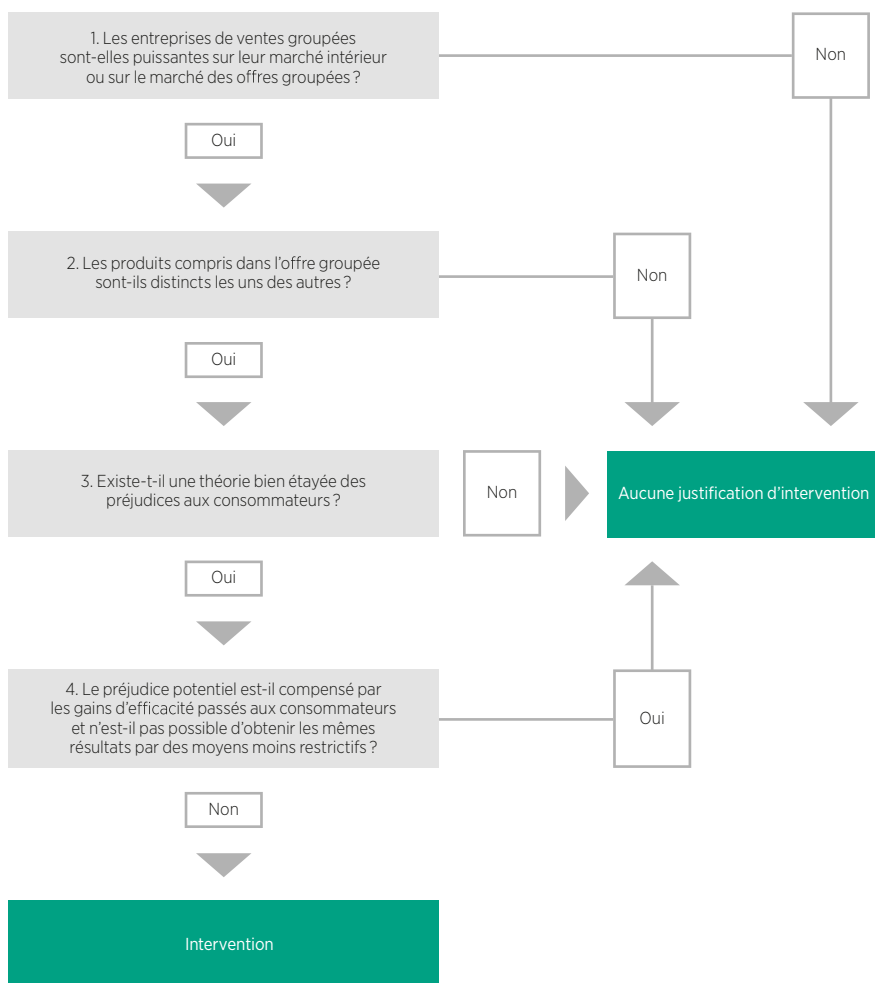 1. Les entreprises de ventes groupées
sont-elles puissantes sur leur marché intérieur
ou sur le marché des offres groupées ?
Non
Oui
2. Les produits compris dans l’offre groupée
sont-ils distincts les uns des autres ?
Non
Oui
3. Existe-t-il une théorie bien étayée des
préjudices aux consommateurs ?
Non
Aucune justification d’intervention
Oui
4. Le préjudice potentiel est-il compensé par
les gains d’efficacité passés aux consommateurs
et n’est-il pas possible d’obtenir les mêmes
résultats par des moyens moins restrictifs ?
Oui
Non
Intervention